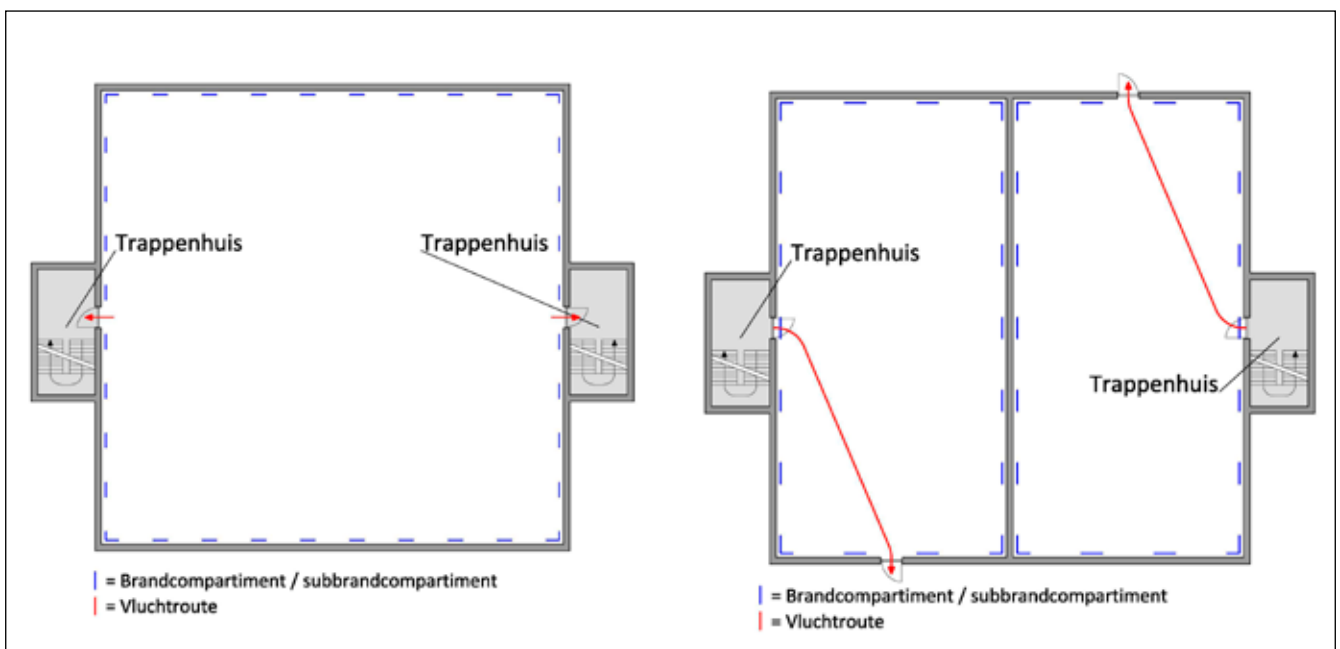 Trappenhuis
Trappenhuis
| = Brandcompartiment / subbrandcompartiment
| = Vluchtroute
Trappenhuis
Trappenhuis
| = Brandcompartiment / subbrandcompartiment
| = Vluchtroute